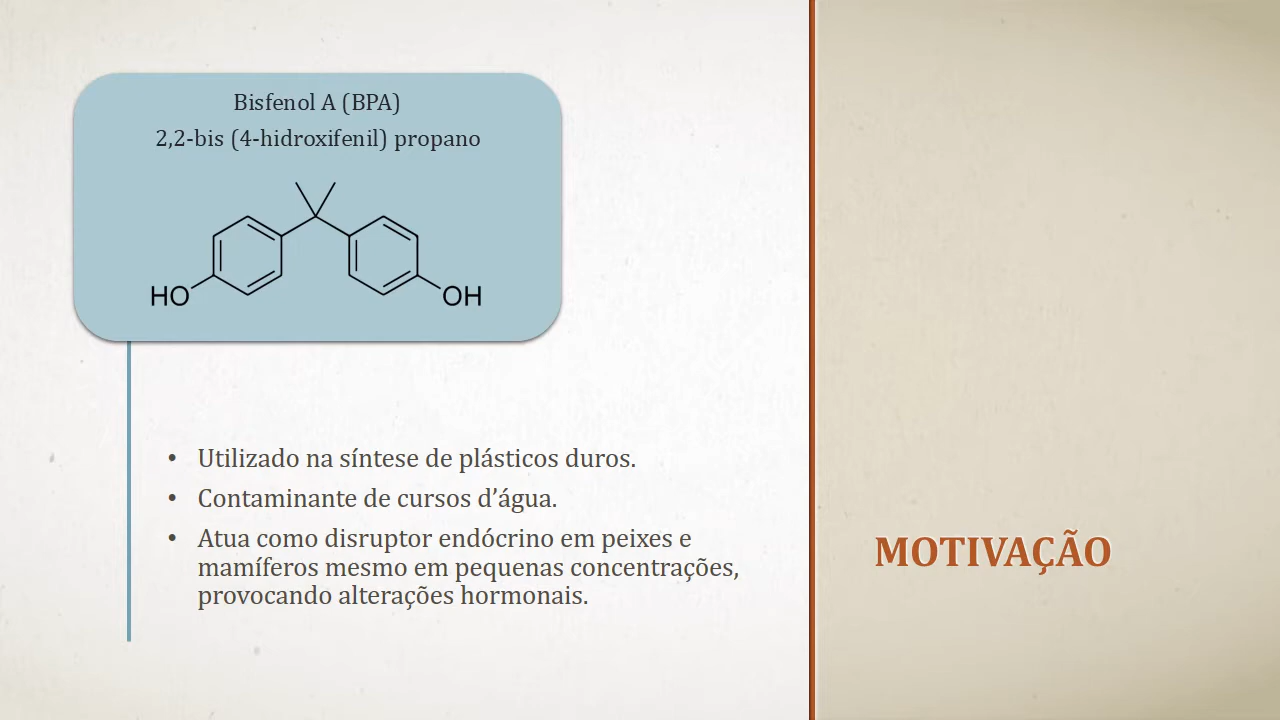 Bisfenol A (BPA)
2,2-bis (4-hidroxifenil) propano
HO
OH
• Utilizado na síntese de plásticos duros.
• Contaminante de cursos d’água.
• Atua como disruptor endócrino em peixes e
mamíferos mesmo em pequenas concentrações,
provocando alterações hormonais.
MOTIVAÇÃO